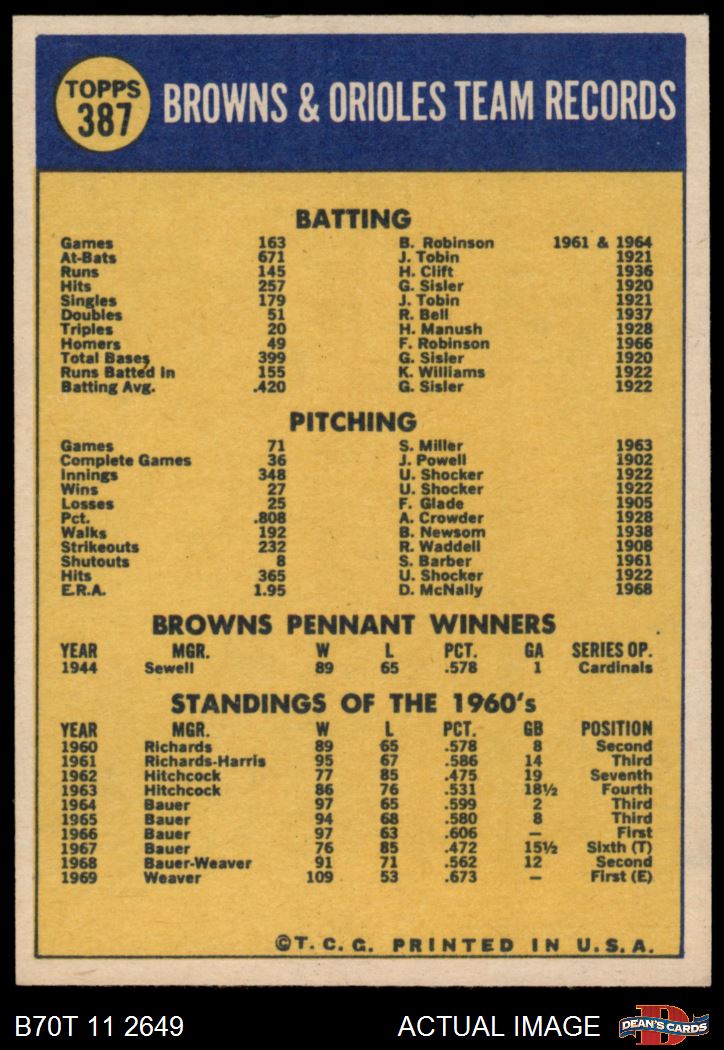 TOPPS
387
BROWNS & ORIOLES TEAM RECORDS
BATTING
Games 163 B. Robinson 1961 & 1964
At-Bats 671 J. Tobin 1921
Runs 145 H. Clift 1936
Hits 257 G. Sisler 1920
Singles 179 J. Tobin 1921
Doubles 51 R. Bell 1937
Triples 20 H. Manush 1928
Homers 49 F. Robinson 1966
Total Bases 399 G. Sisler 1920
Runs Batted In 155 K. Williams 1922
Batting Avg. .420 G. Sisler 1922
PITCHING
Games 71 S. Miller 1963
Complete Games 36 J. Powell 1902
Innings 348 U. Shocker 1922
Wins 27 U. Shocker 1922
Losses 25 F. Glade 1905
Pct. .808 A. Crowder 1928
Walks 192 B. Newsom 1938
Strikeouts 232 R. Waddell 1908
Shutouts 8 S. Barber 1961
Hits 365 U. Shocker 1922
E.R.A. 1.95 D. McNally 1968
BROWNS PENNANT WINNERS
YEAR MGR. W L PCT. GA SERIES OP.
1944 Sewell 89 65 .578 1 Cardinals
STANDINGS OF THE 1960's
YEAR MGR. W L PCT. GB POSITION
1960 Richards 89 65 .578 8 Second
1961 Richards-Harris 95 67 .586 14 Third
1962 Hitchcock 77 85 .475 19 Seventh
1963 Hitchcock 86 76 .531 18½ Fourth
1964 Bauer 97 65 .599 2 Third
1965 Bauer 94 68 .580 8 Third
1966 Bauer 97 63 .606 — First
1967 Bauer 76 85 .472 15½ Sixth (T)
1968 Bauer-Weaver 91 71 .562 12 Second
1969 Weaver 109 53 .673 — First (E)
©T.C.G. PRINTED IN U.S.A.
B70T 11 2649 ACTUAL IMAGE
DEAN'S CARDS